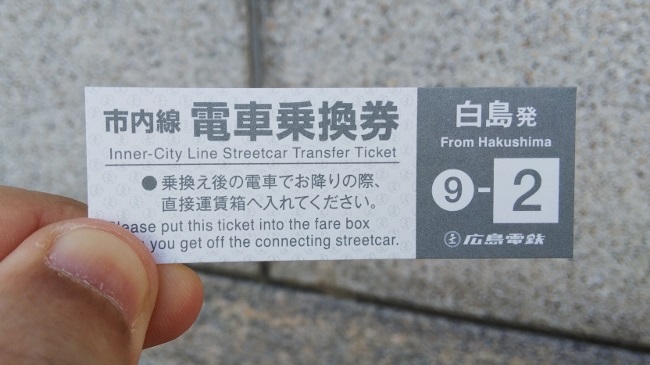 市内線 電車乗換券
Inner-City Line Streetcar Transfer Ticket
● 乗換え後の電車でお降りの際、
直接運賃箱へ入れてください。
put this ticket into the fare box
you get off the connecting streetcar.
白島発
From Hakushima
9-2
広島電鉄